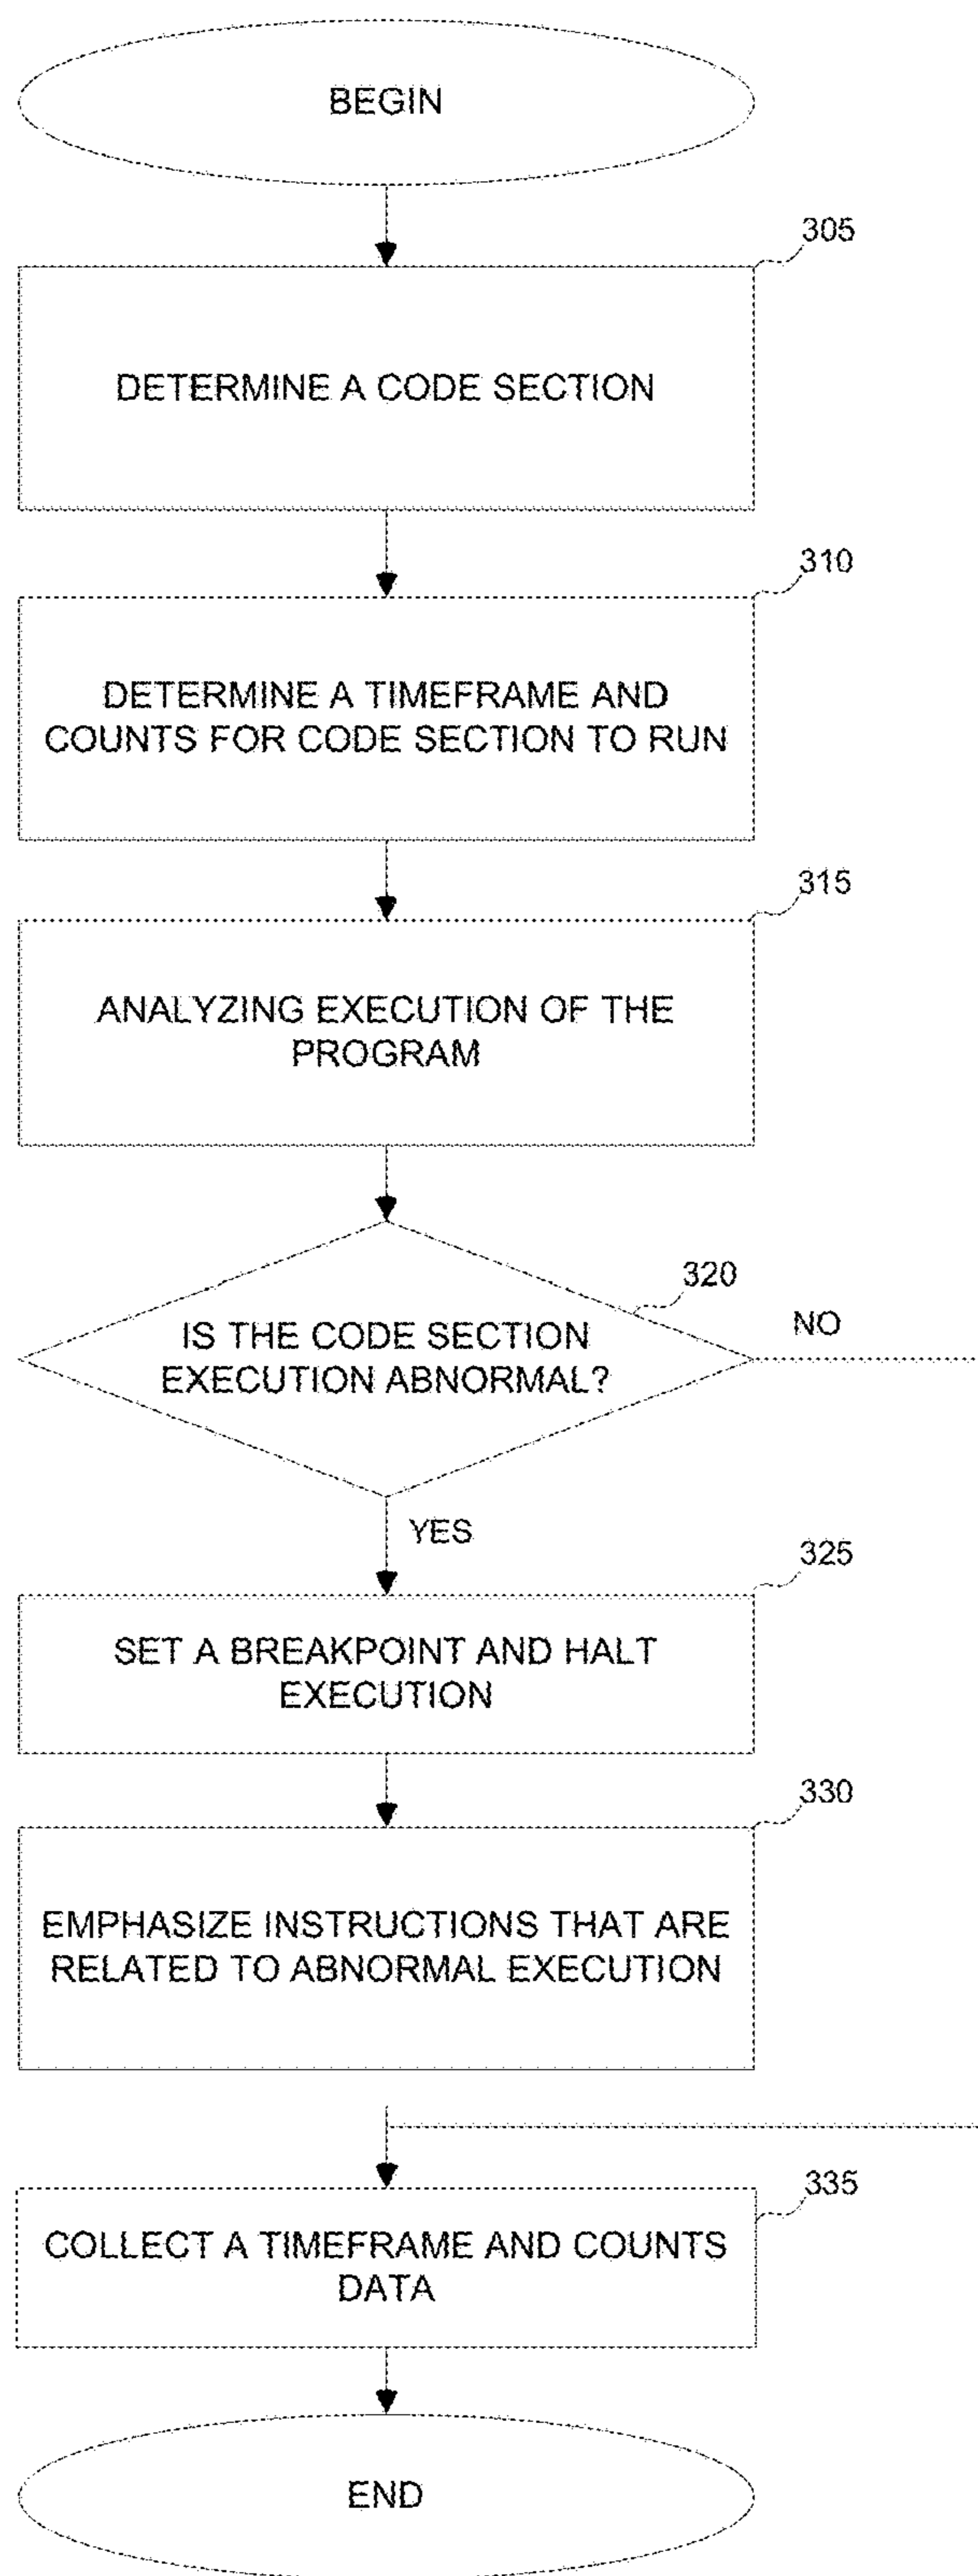 BEGIN
305
DETERMINE A CODE SECTION
310
DETERMINE A TIMEFRAME AND
COUNTS FOR CODE SECTION TO RUN
315
ANALYZING EXECUTION OF THE
PROGRAM
320
IS THE CODE SECTION
EXECUTION ABNORMAL?
NO
YES
325
SET A BREAKPOINT AND HALT
EXECUTION
330
EMPHASIZE INSTRUCTIONS THAT ARE
RELATED TO ABNORMAL EXECUTION
335
COLLECT A TIMEFRAME AND COUNTS
DATA
END